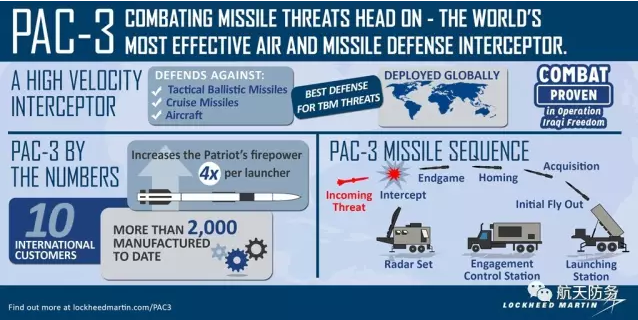 PAC-3
COMBATING MISSILE THREATS HEAD ON - THE WORLD'S
MOST EFFECTIVE AIR AND MISSILE DEFENSE INTERCEPTOR.
A HIGH VELOCITY
INTERCEPTOR
DEFENDS AGAINST:
Tactical Ballistic Missiles
Cruise Missiles
Aircraft
BEST DEFENSE
FOR TBM THREATS
DEPLOYED GLOBALLY
COMBAT
PROVEN
in Operation
Iraqi Freedom
PAC-3 BY
THE NUMBERS
Increases the Patriot's firepower
4x per launcher
10
INTERNATIONAL
CUSTOMERS
MORE THAN 2,000
MANUFACTURED
TO DATE
PAC-3 MISSILE SEQUENCE
Incoming
Threat
Intercept
Endgame
Homing
Acquisition
Initial Fly Out
Radar Set
Engagement
Control Station
Launching
Station
Find out more at lockheedmartin.com/PAC3
航天防务
LOCKHEED MARTIN